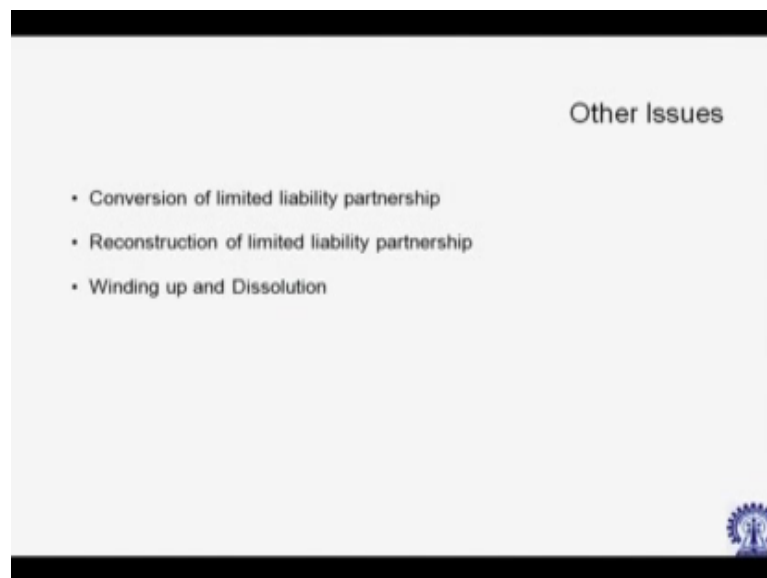 Other Issues
• Conversion of limited liability partnership
• Reconstruction of limited liability partnership
• Winding up and Dissolution